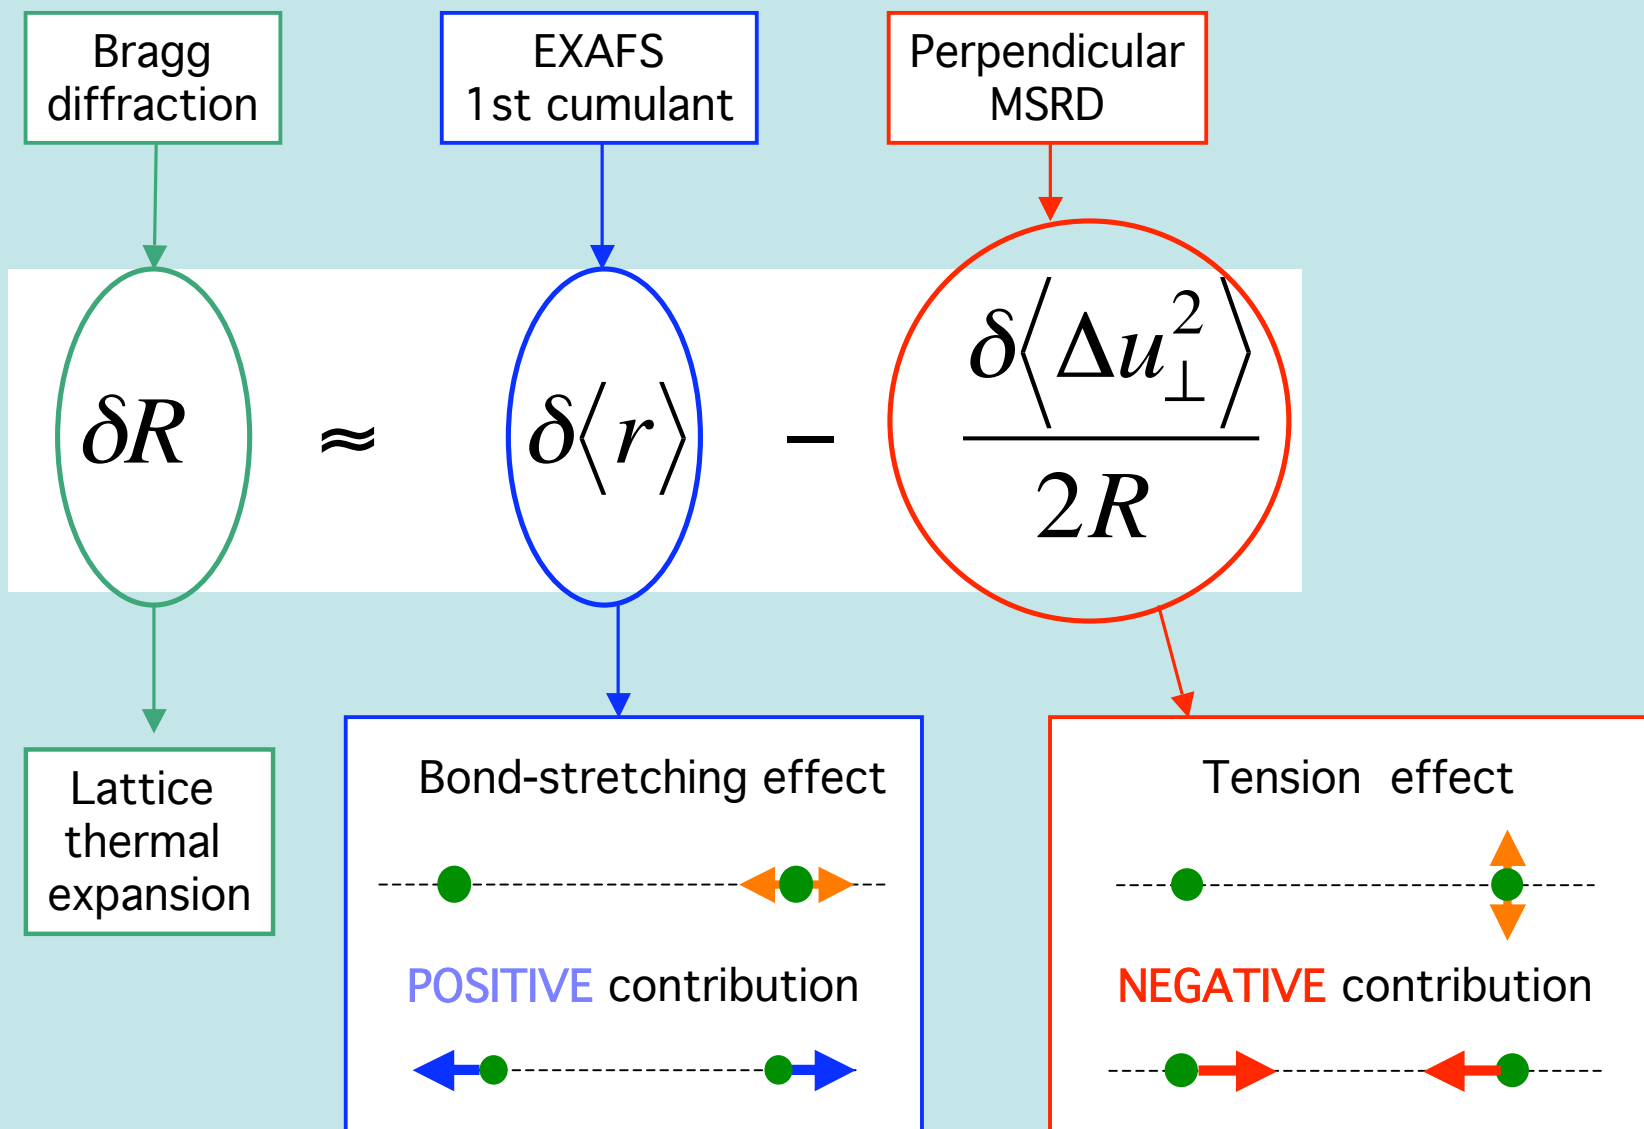 Bragg
diffraction
EXAFS
1st cumulant
Perpendicular
MSRD
δR ≈ δ⟨r⟩ − δ⟨Δu⊥²⟩ / 2R
Lattice
thermal
expansion
Bond-stretching effect
POSITIVE contribution
Tension effect
NEGATIVE contribution